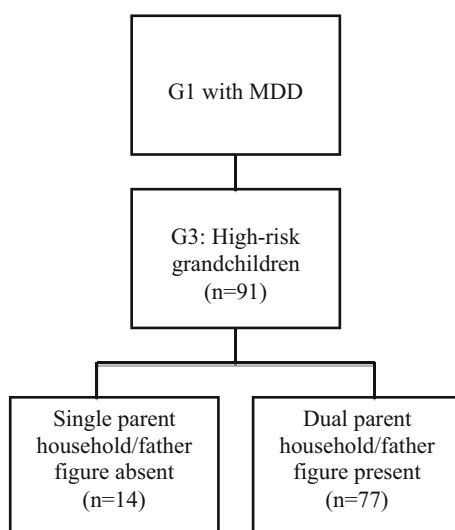 G1 with MDD
G3: High-risk
grandchildren
(n=91)
Single parent
household/father
figure absent
(n=14)
Dual parent
household/father
figure present
(n=77)